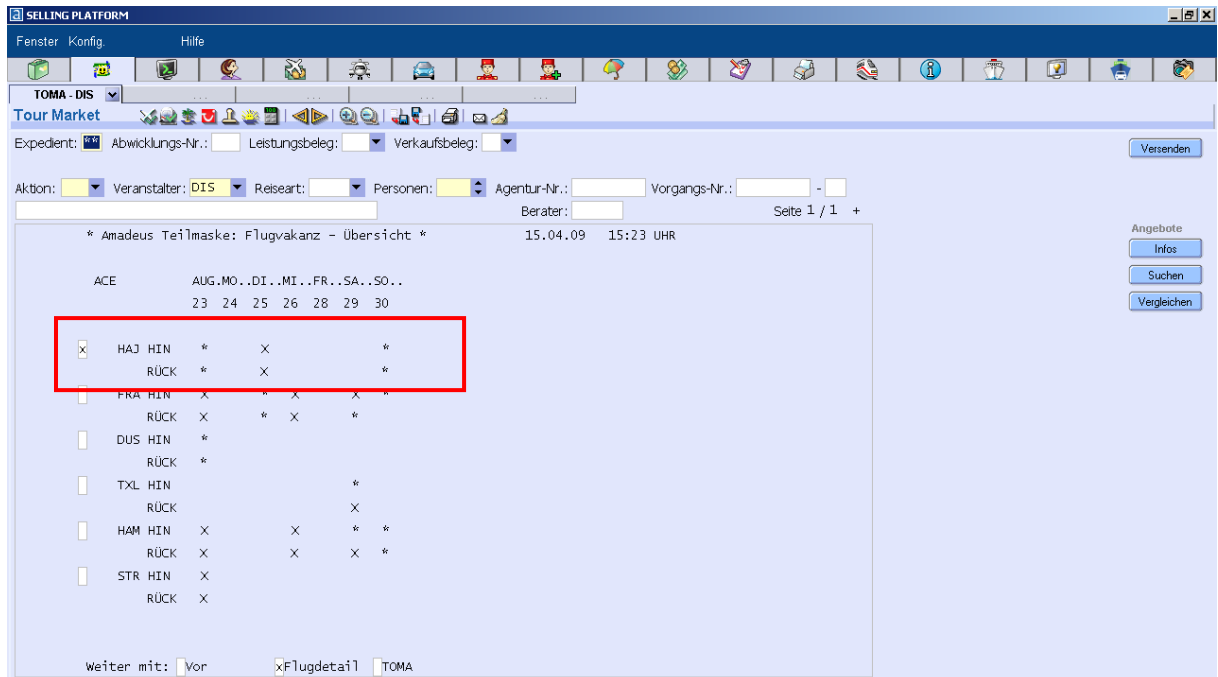 SELLING PLATFORM
Fenster Konfig. Hilfe
TOMA - DIS ... ... ... ...
Tour Market
Expedient: ** Abwicklungs-Nr.: Leistungsbeleg: Verkaufsbeleg:
Versenden
Aktion: Veranstalter: DIS Reiseart: Personen: Agentur-Nr.: Vorgangs-Nr.: -
Berater: Seite 1 / 1 +
* Amadeus Teilmaske: Flugvakanz - Übersicht * 15.04.09 15:23 UHR
Angebote
Infos
Suchen
Vergleichen
ACE AUG.MO..DI..MI..FR..SA..SO..
23 24 25 26 28 29 30
x HAJ HIN * X *
RÜCK * X *
FRA HIN X * X X *
RÜCK X * X *
DUS HIN *
RÜCK *
TXL HIN *
RÜCK X
HAM HIN X X * *
RÜCK X X X *
STR HIN X
RÜCK X
Weiter mit: Vor xFlugdetail TOMA